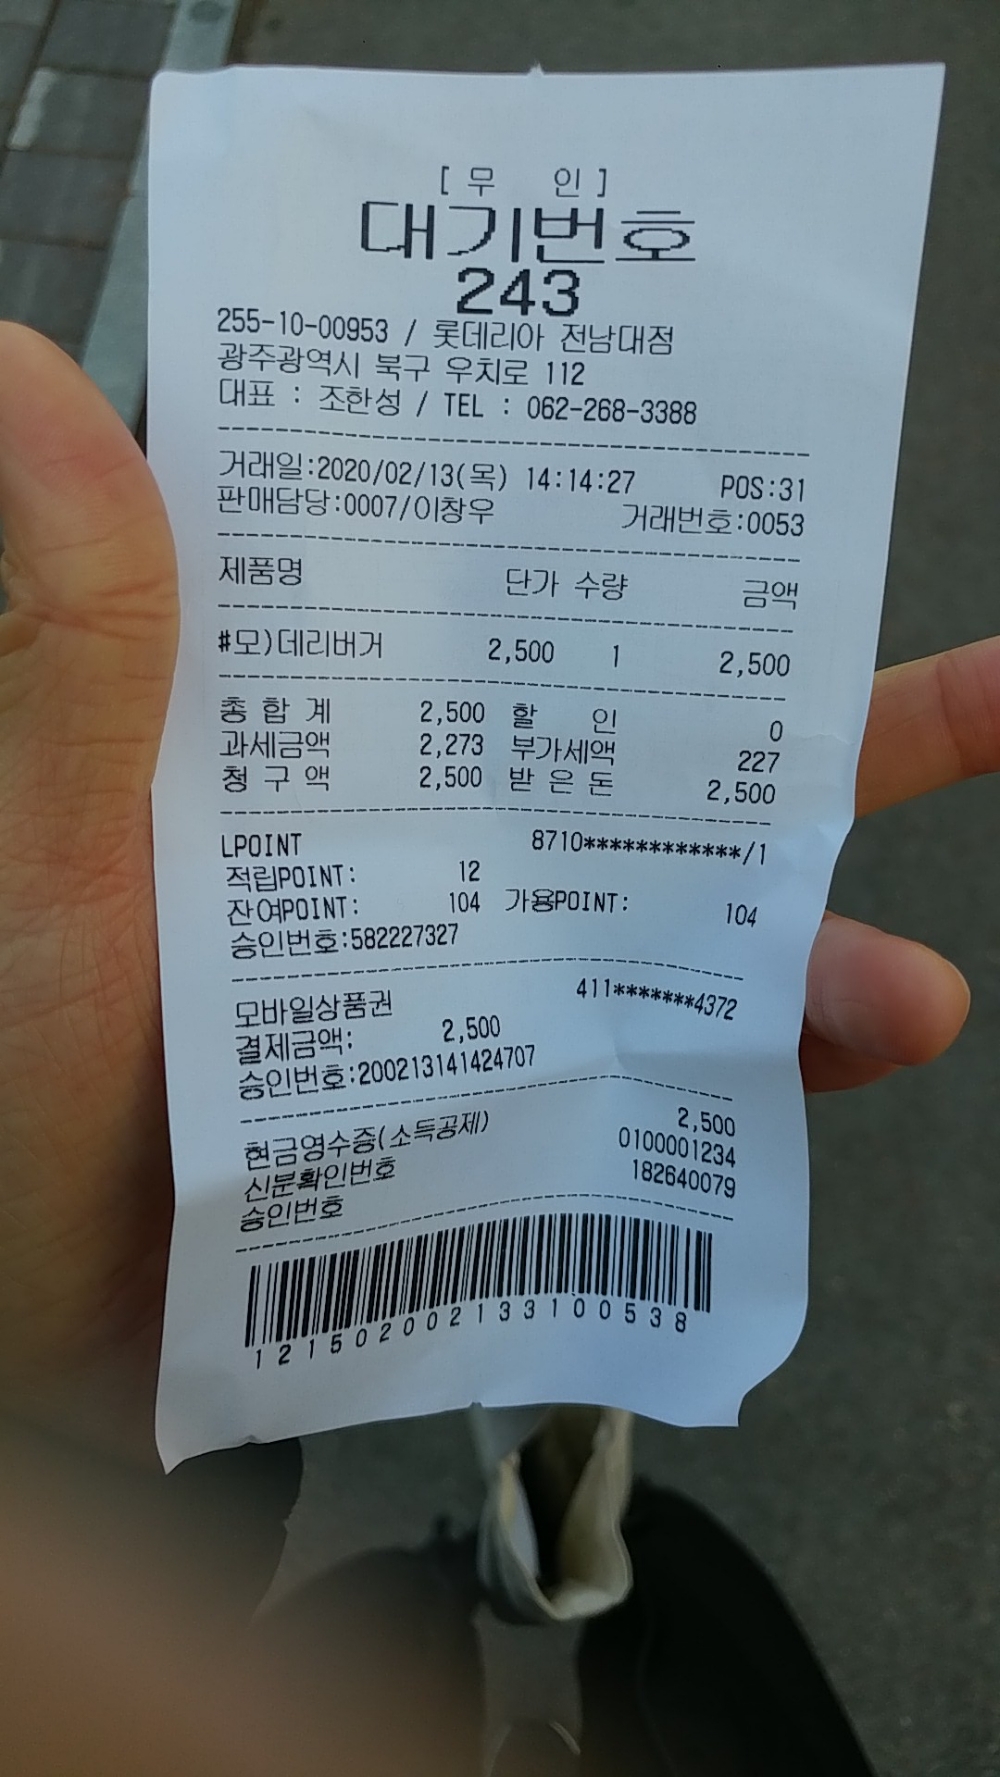 [ 무 인 ]
대기번호
243
255-10-00953 / 롯데리아 전남대점
광주광역시 북구 우치로 112
대표 : 조한성 / TEL : 062-268-3388
거래일:2020/02/13(목) 14:14:27 POS:31
판매담당:0007/이창우 거래번호:0053
제품명 단가 수량 금액
#모)데리버거 2,500 1 2,500
총 합 계 2,500 할 인 0
과세금액 2,273 부가세액 227
청 구 액 2,500 받 은 돈 2,500
LPOINT 8710************/1
적립POINT: 12
잔여POINT: 104 가용POINT: 104
승인번호:582227327
모바일상품권 411*******4372
결제금액: 2,500
승인번호:200213141424707
현금영수증(소득공제) 2,500
신분확인번호 0100001234
승인번호 182640079
1215020021331005​38